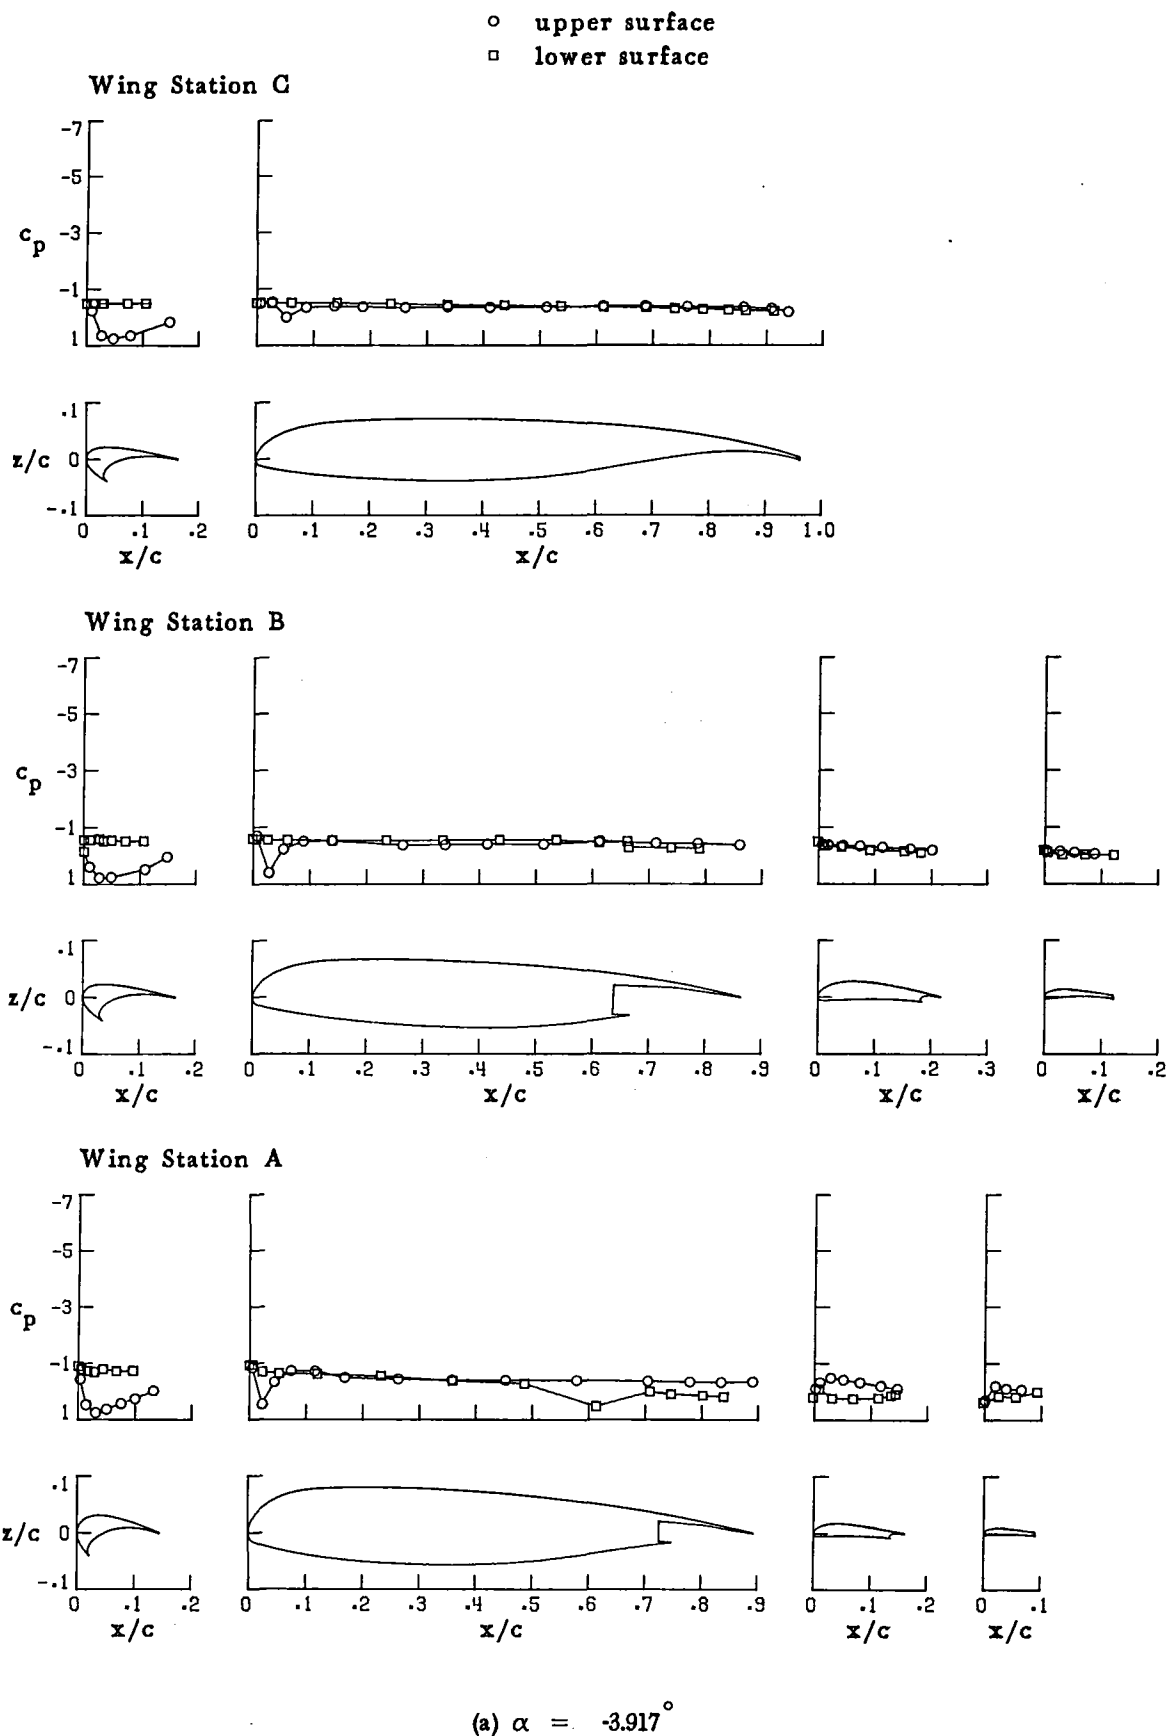 ○ upper surface
□ lower surface
Wing Station C
-7
-5
c_p -3
-1
1
.1
z/c 0
-.1
0 .1 .2
x/c
0 .1 .2 .3 .4 .5 .6 .7 .8 .9 1.0
x/c
Wing Station B
-7
-5
c_p -3
-1
1
.1
z/c 0
-.1
0 .1 .2
x/c
0 .1 .2 .3 .4 .5 .6 .7 .8 .9
x/c
0 .1 .2 .3
x/c
0 .1 .2
x/c
Wing Station A
-7
-5
c_p -3
-1
1
.1
z/c 0
-.1
0 .1 .2
x/c
0 .1 .2 .3 .4 .5 .6 .7 .8 .9
x/c
0 .1 .2
x/c
0 .1
x/c
(a) α = -3.917°